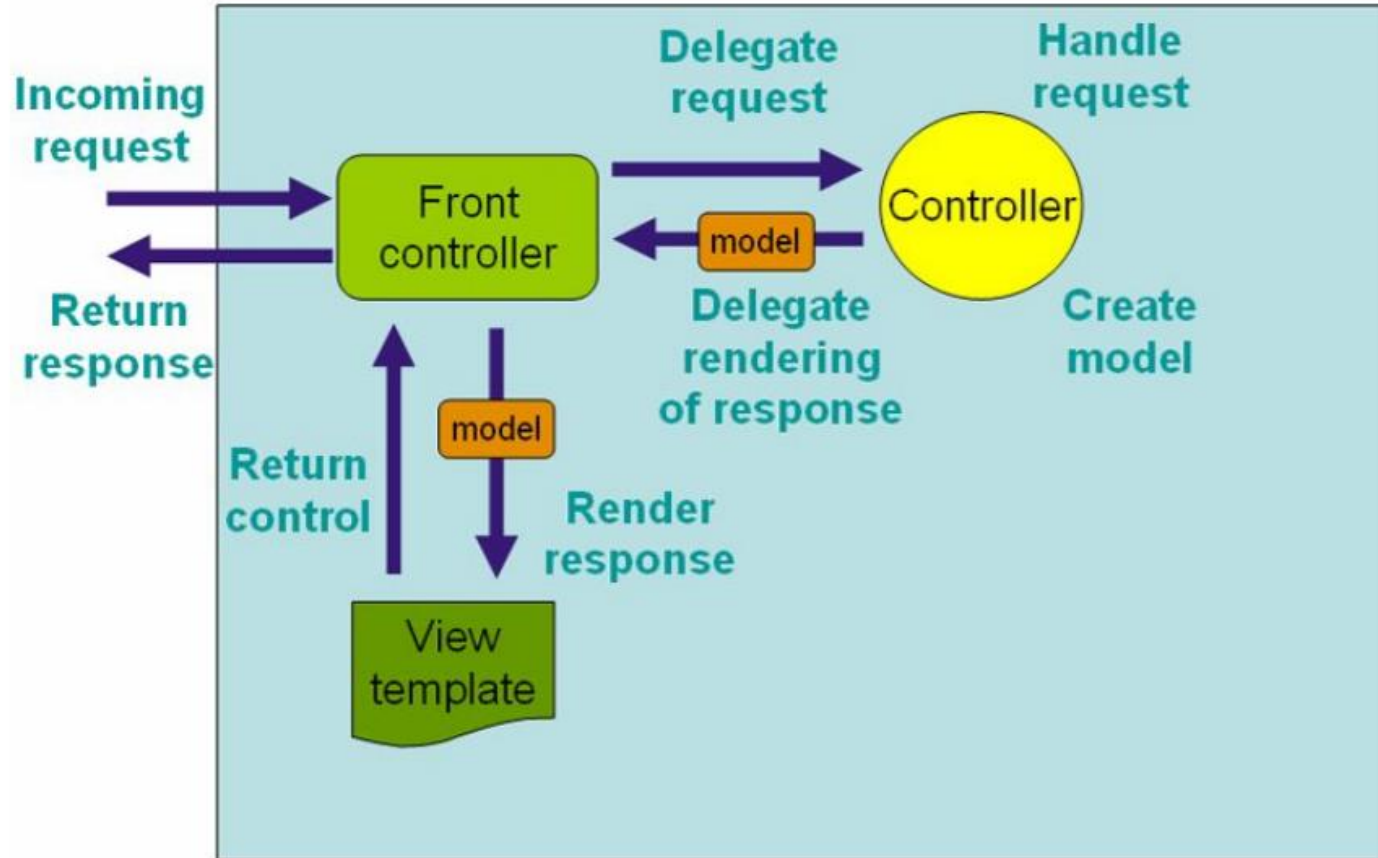 Incoming
request
Return
response
Front
controller
Delegate
request
model
Delegate
rendering
of response
Handle
request
Controller
Create
model
Return
control
model
Render
response
View
template